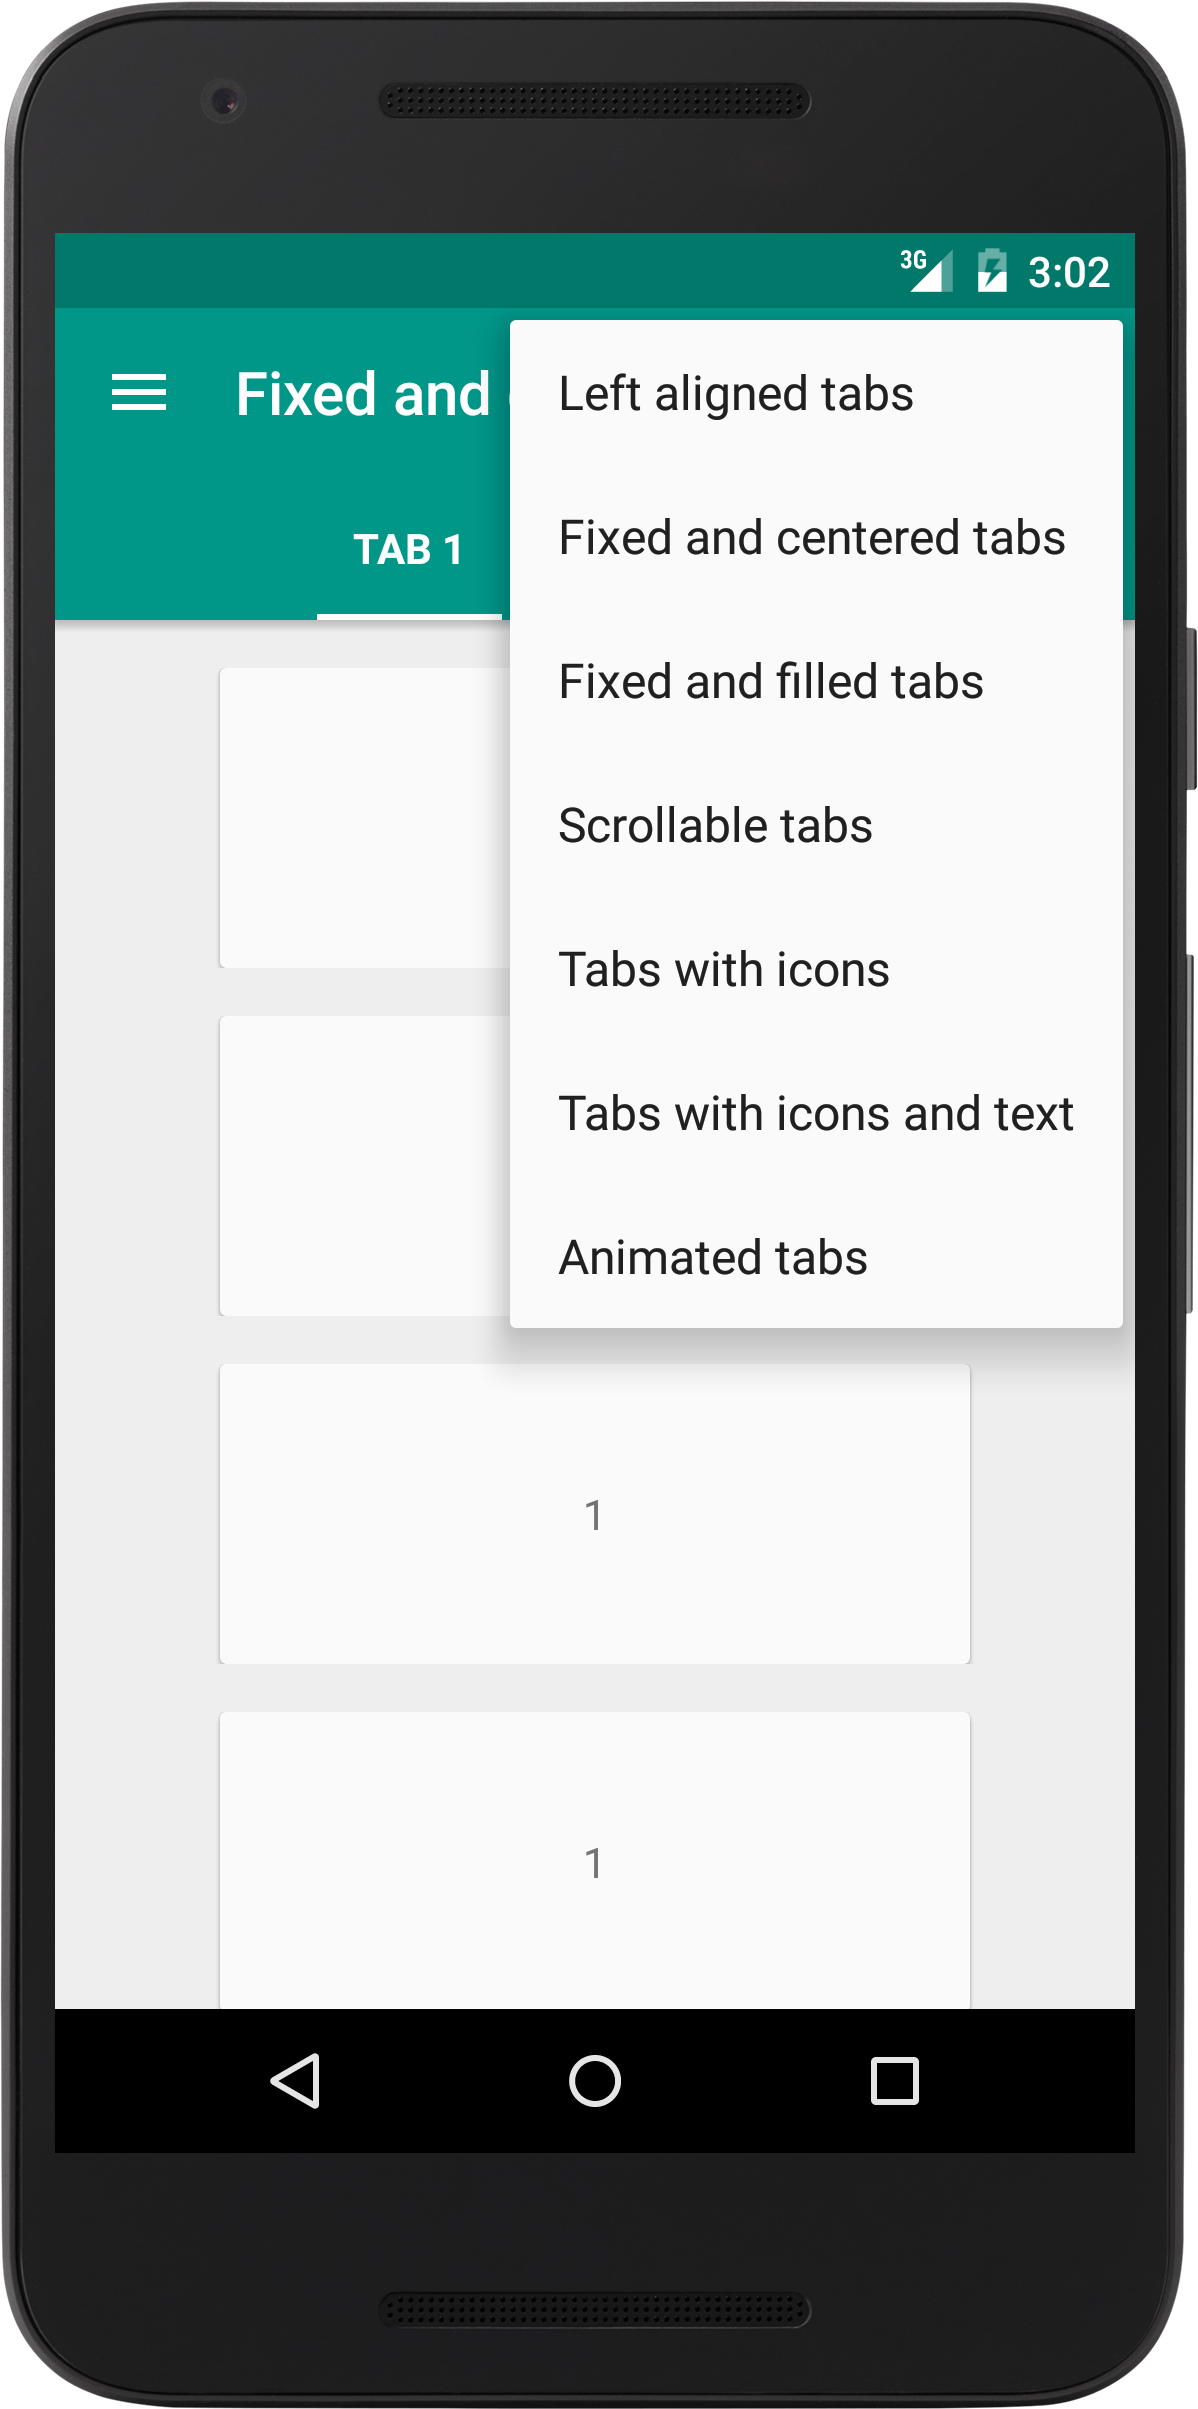 3G 3:02
Fixed and
TAB 1
Left aligned tabs
Fixed and centered tabs
Fixed and filled tabs
Scrollable tabs
Tabs with icons
Tabs with icons and text
Animated tabs
1
1